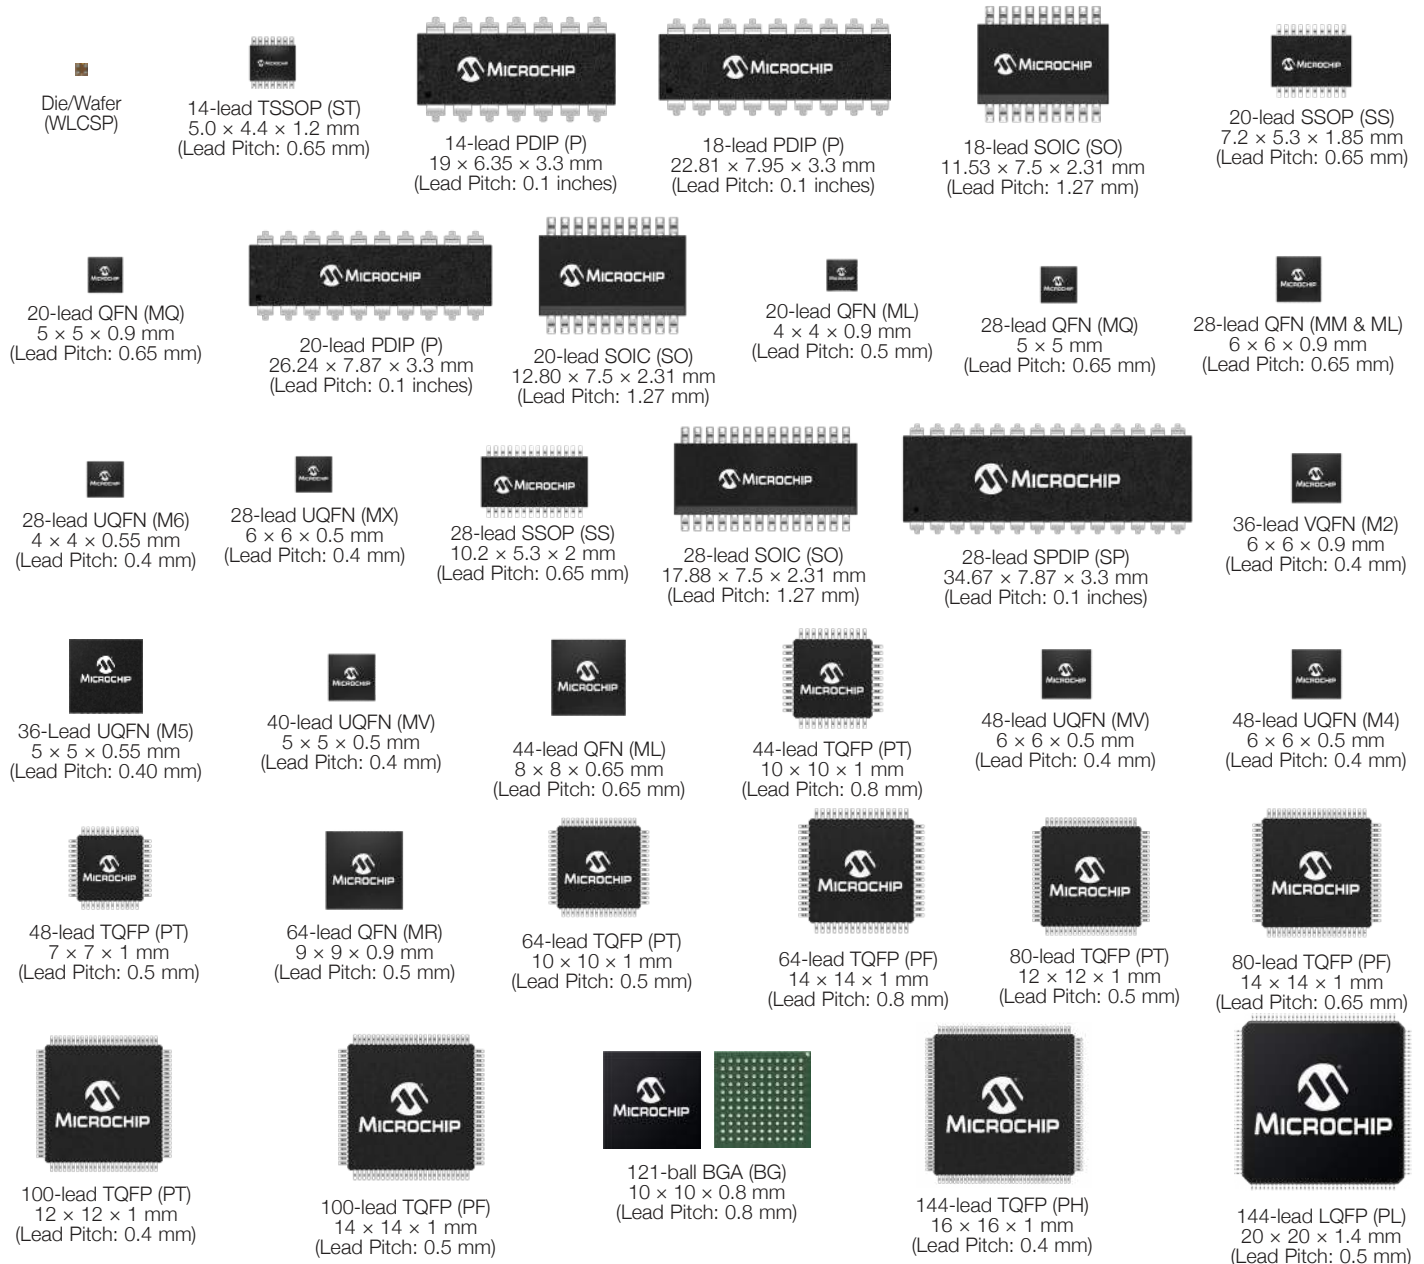 MICROCHIP
Die/Wafer
(WLCSP)
MICROCHIP
14-lead TSSOP (ST)
5.0 × 4.4 × 1.2 mm
(Lead Pitch: 0.65 mm)
MICROCHIP
14-lead PDIP (P)
19 × 6.35 × 3.3 mm
(Lead Pitch: 0.1 inches)
MICROCHIP
18-lead PDIP (P)
22.81 × 7.95 × 3.3 mm
(Lead Pitch: 0.1 inches)
MICROCHIP
18-lead SOIC (SO)
11.53 × 7.5 × 2.31 mm
(Lead Pitch: 1.27 mm)
MICROCHIP
20-lead SSOP (SS)
7.2 × 5.3 × 1.85 mm
(Lead Pitch: 0.65 mm)
MICROCHIP
20-lead QFN (MQ)
5 × 5 × 0.9 mm
(Lead Pitch: 0.65 mm)
MICROCHIP
20-lead PDIP (P)
26.24 × 7.87 × 3.3 mm
(Lead Pitch: 0.1 inches)
MICROCHIP
20-lead SOIC (SO)
12.80 × 7.5 × 2.31 mm
(Lead Pitch: 1.27 mm)
MICROCHIP
20-lead QFN (ML)
4 × 4 × 0.9 mm
(Lead Pitch: 0.5 mm)
MICROCHIP
28-lead QFN (MQ)
5 × 5 mm
(Lead Pitch: 0.65 mm)
MICROCHIP
28-lead QFN (MM & ML)
6 × 6 × 0.9 mm
(Lead Pitch: 0.65 mm)
MICROCHIP
28-lead UQFN (M6)
4 × 4 × 0.55 mm
(Lead Pitch: 0.4 mm)
MICROCHIP
28-lead UQFN (MX)
6 × 6 × 0.5 mm
(Lead Pitch: 0.4 mm)
MICROCHIP
28-lead SSOP (SS)
10.2 × 5.3 × 2 mm
(Lead Pitch: 0.65 mm)
MICROCHIP
28-lead SOIC (SO)
17.88 × 7.5 × 2.31 mm
(Lead Pitch: 1.27 mm)
MICROCHIP
28-lead SPDIP (SP)
34.67 × 7.87 × 3.3 mm
(Lead Pitch: 0.1 inches)
MICROCHIP
36-lead VQFN (M2)
6 × 6 × 0.9 mm
(Lead Pitch: 0.4 mm)
MICROCHIP
36-Lead UQFN (M5)
5 × 5 × 0.55 mm
(Lead Pitch: 0.40 mm)
MICROCHIP
40-lead UQFN (MV)
5 × 5 × 0.5 mm
(Lead Pitch: 0.4 mm)
MICROCHIP
44-lead QFN (ML)
8 × 8 × 0.65 mm
(Lead Pitch: 0.65 mm)
MICROCHIP
44-lead TQFP (PT)
10 × 10 × 1 mm
(Lead Pitch: 0.8 mm)
MICROCHIP
48-lead UQFN (MV)
6 × 6 × 0.5 mm
(Lead Pitch: 0.4 mm)
MICROCHIP
48-lead UQFN (M4)
6 × 6 × 0.5 mm
(Lead Pitch: 0.4 mm)
MICROCHIP
48-lead TQFP (PT)
7 × 7 × 1 mm
(Lead Pitch: 0.5 mm)
MICROCHIP
64-lead QFN (MR)
9 × 9 × 0.9 mm
(Lead Pitch: 0.5 mm)
MICROCHIP
64-lead TQFP (PT)
10 × 10 × 1 mm
(Lead Pitch: 0.5 mm)
MICROCHIP
64-lead TQFP (PF)
14 × 14 × 1 mm
(Lead Pitch: 0.8 mm)
MICROCHIP
80-lead TQFP (PT)
12 × 12 × 1 mm
(Lead Pitch: 0.5 mm)
MICROCHIP
80-lead TQFP (PF)
14 × 14 × 1 mm
(Lead Pitch: 0.65 mm)
MICROCHIP
100-lead TQFP (PT)
12 × 12 × 1 mm
(Lead Pitch: 0.4 mm)
MICROCHIP
100-lead TQFP (PF)
14 × 14 × 1 mm
(Lead Pitch: 0.5 mm)
MICROCHIP
121-ball BGA (BG)
10 × 10 × 0.8 mm
(Lead Pitch: 0.8 mm)
MICROCHIP
144-lead TQFP (PH)
16 × 16 × 1 mm
(Lead Pitch: 0.4 mm)
MICROCHIP
144-lead LQFP (PL)
20 × 20 × 1.4 mm
(Lead Pitch: 0.5 mm)